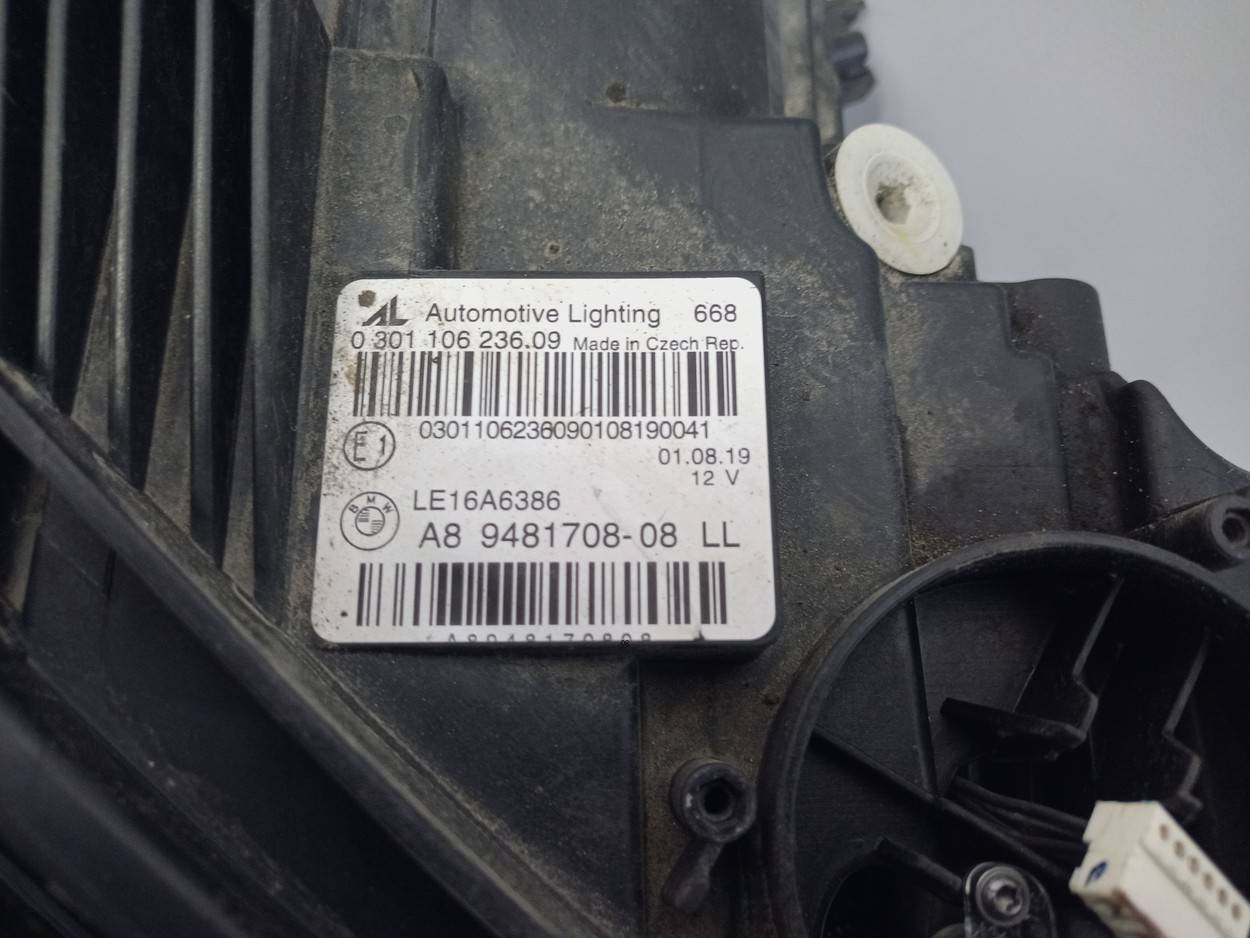 AL Automotive Lighting 668
0 301 106 236.09 Made in Czech Rep.
0301106236090108190041
E1
01.08.19
12 V
BMW
LE16A6386
A8 9481708-08 LL
A8948170808